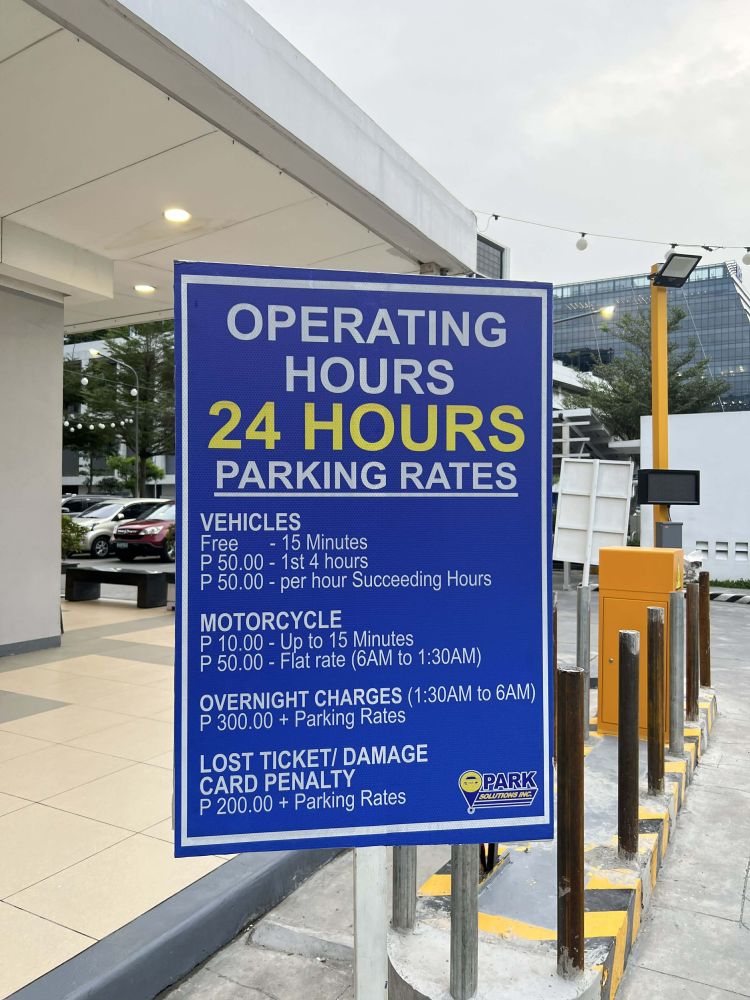 OPERATING
HOURS
24 HOURS
PARKING RATES
VEHICLES
Free - 15 Minutes
P 50.00 - 1st 4 hours
P 50.00 - per hour Succeeding Hours
MOTORCYCLE
P 10.00 - Up to 15 Minutes
P 50.00 - Flat rate (6AM to 1:30AM)
OVERNIGHT CHARGES (1:30AM to 6AM)
P 300.00 + Parking Rates
LOST TICKET/ DAMAGE
CARD PENALTY
P 200.00 + Parking Rates
PARK
SOLUTIONS INC.